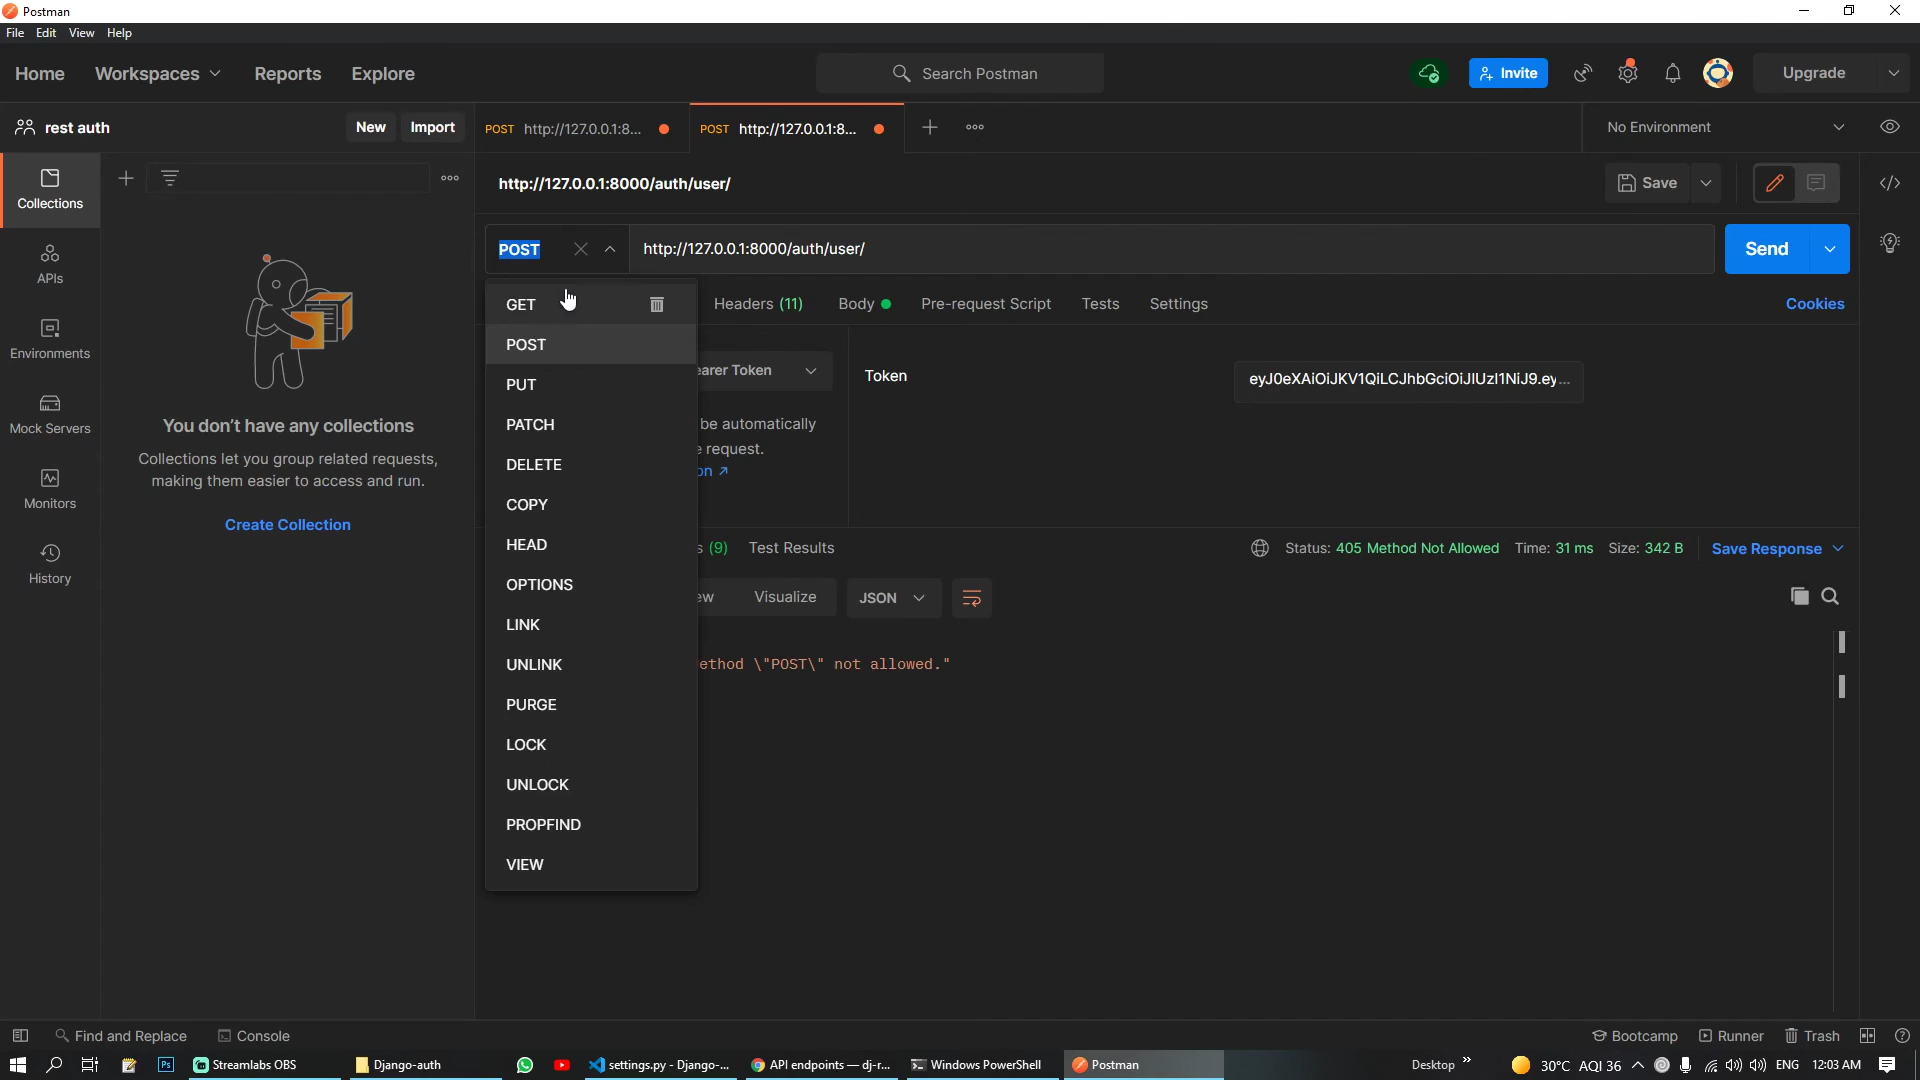 Postman
File Edit View Help
Home Workspaces Reports Explore
Search Postman
Invite
Upgrade
rest auth
New Import
POST http://127.0.0.1:8...
POST http://127.0.0.1:8...
No Environment
Collections
APIs
Environments
Mock Servers
Monitors
History
You don't have any collections
Collections let you group related requests,
making them easier to access and run.
Create Collection
http://127.0.0.1:8000/auth/user/
Save
POST
http://127.0.0.1:8000/auth/user/
Send
GET
POST
PUT
PATCH
DELETE
COPY
HEAD
OPTIONS
LINK
UNLINK
PURGE
LOCK
UNLOCK
PROPFIND
VIEW
Headers (11) Body Pre-request Script Tests Settings
Cookies
earer Token
Token
eyJ0eXAiOiJKV1QiLCJhbGciOiJIUzI1NiJ9.ey...
be automatically
e request.
on ↗
s (9) Test Results
Status: 405 Method Not Allowed Time: 31 ms Size: 342 B
Save Response
ew Visualize JSON
ethod \"POST\" not allowed."
Find and Replace Console
Bootcamp Runner Trash
Ps
Streamlabs OBS
Django-auth
settings.py - Django-...
API endpoints — dj-r...
Windows PowerShell
Postman
Desktop »
30°C AQI 36
ENG 12:03 AM